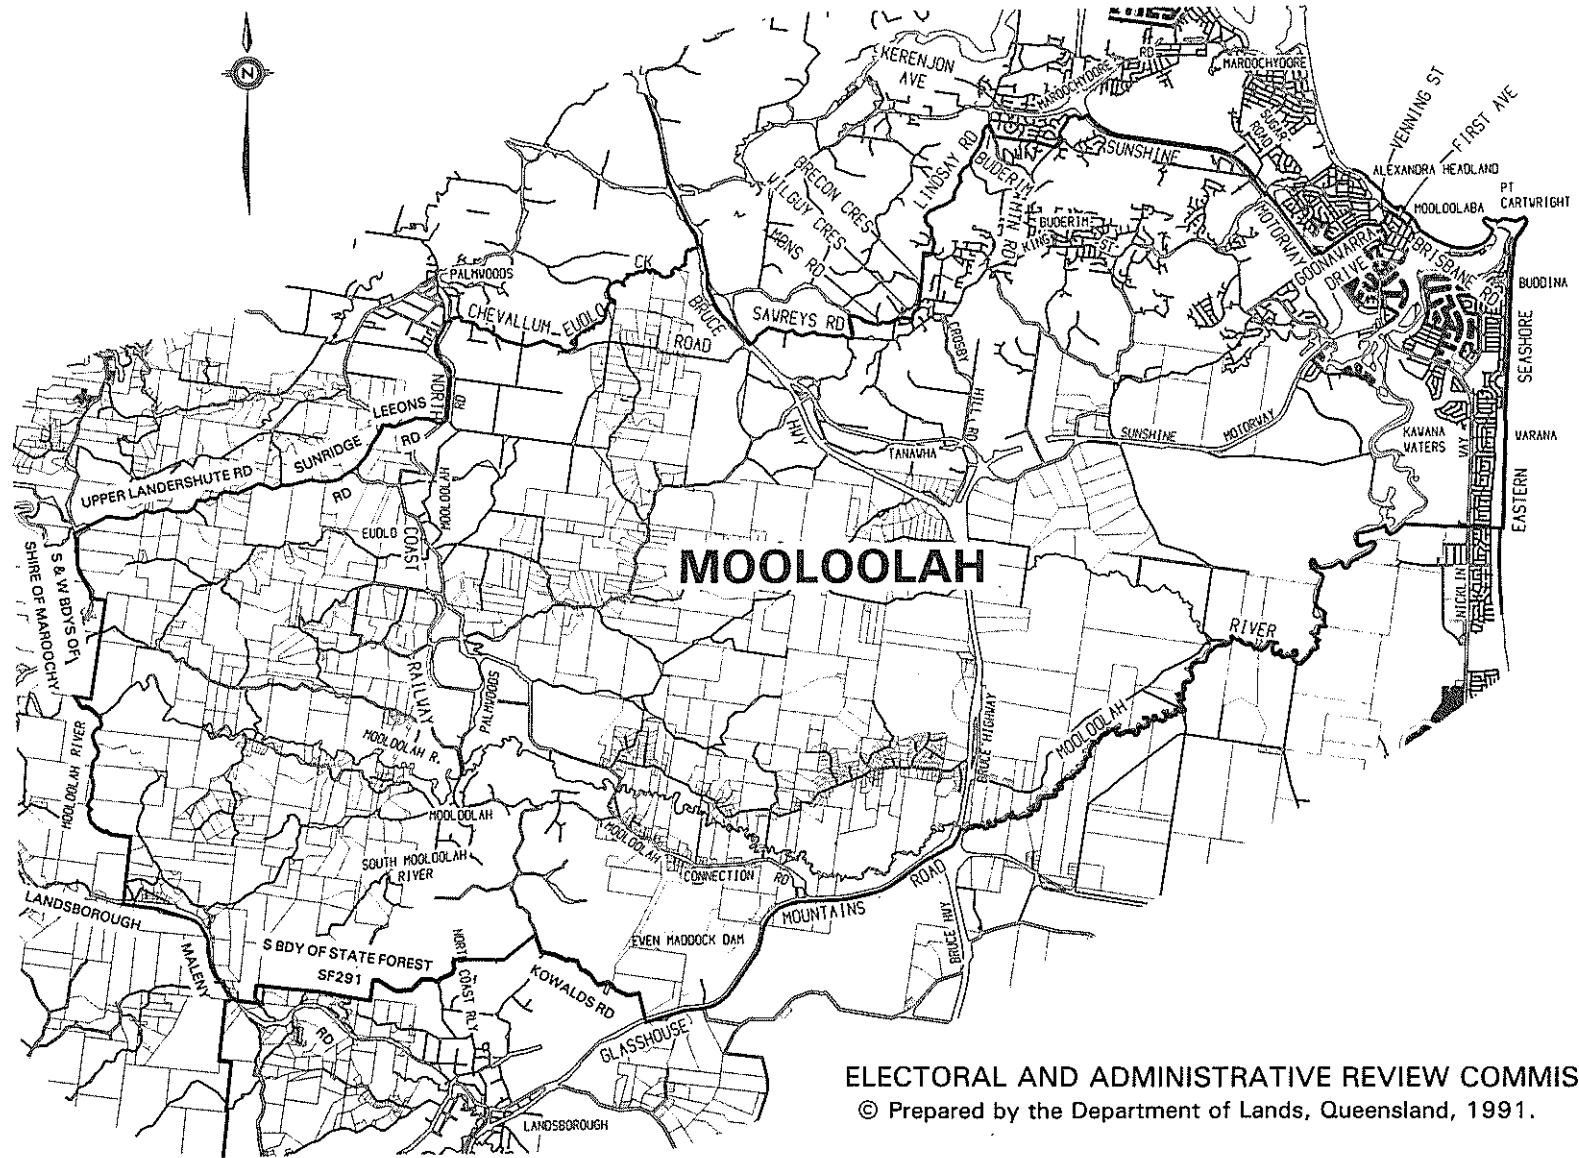 N
KERENJON
AVE
RD
MAROOCHYDORE
MAROOCHYDORE
VENNING ST
FIRST AVE
SUGAR
ROAD
SUNSHINE
MOTORWAY
ALEXANDRA HEADLAND
PT
CARTWRIGHT
MOOLOOLABA
LINDSAY RD
BUDERIM
MTN RD
BRECON CRES
WILGUY CRES
MONS RD
BUDERIM
KING ST
GOONAWARRA
DRIVE
BRISBANE RD
BUDDINA
PALMWOODS
CK
CHEVALLUM
EUDLO
ROAD
BRUCE
HWY
SAWREYS RD
CROSBY
HILL RD
SEASHORE
EASTERN
LEEONS
RD
NORTH
RD
SUNRIDGE
RD
UPPER LANDERSHUTE RD
TANAWHA
SUNSHINE
MOTORWAY
KAWANA
WATERS
WAY
WARANA
EUDLO
COAST
MOOLOOLAH
MOOLOOLAH
S & W BDYS OF
SHIRE OF MAROOCHY
NICKLIN
RIVER
RAILWAY
PALMWOODS
MOOLOOLAH R.
MOOLOOLAH RIVER
BRUCE HIGHWAY
MOOLOOLAH
MOOLOOLAH
MOOLOOLAH
CONNECTION
RD
SOUTH MOOLOOLAH
RIVER
ROAD
MOUNTAINS
LANDSBOROUGH
MALENY
RD
S BDY OF STATE FOREST
SF291
NORTH
COAST RLY
EWEN MADDOCK DAM
BRUCE HWY
KOWALDS RD
GLASSHOUSE
LANDSBOROUGH
ELECTORAL AND ADMINISTRATIVE REVIEW COMMIS
© Prepared by the Department of Lands, Queensland, 1991.